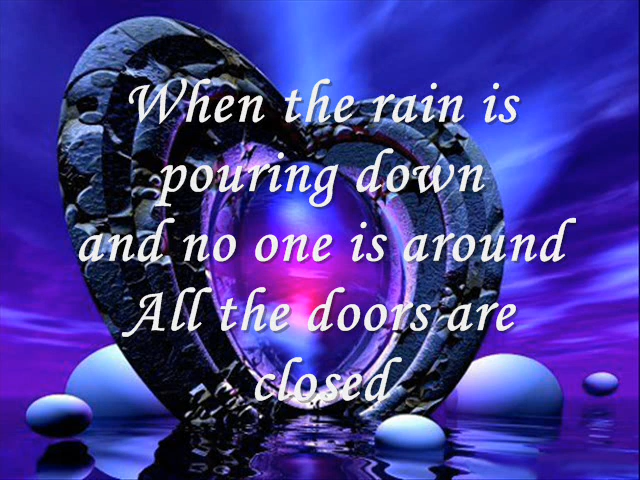 When the rain is
pouring down
and no one is around
All the doors are
closed